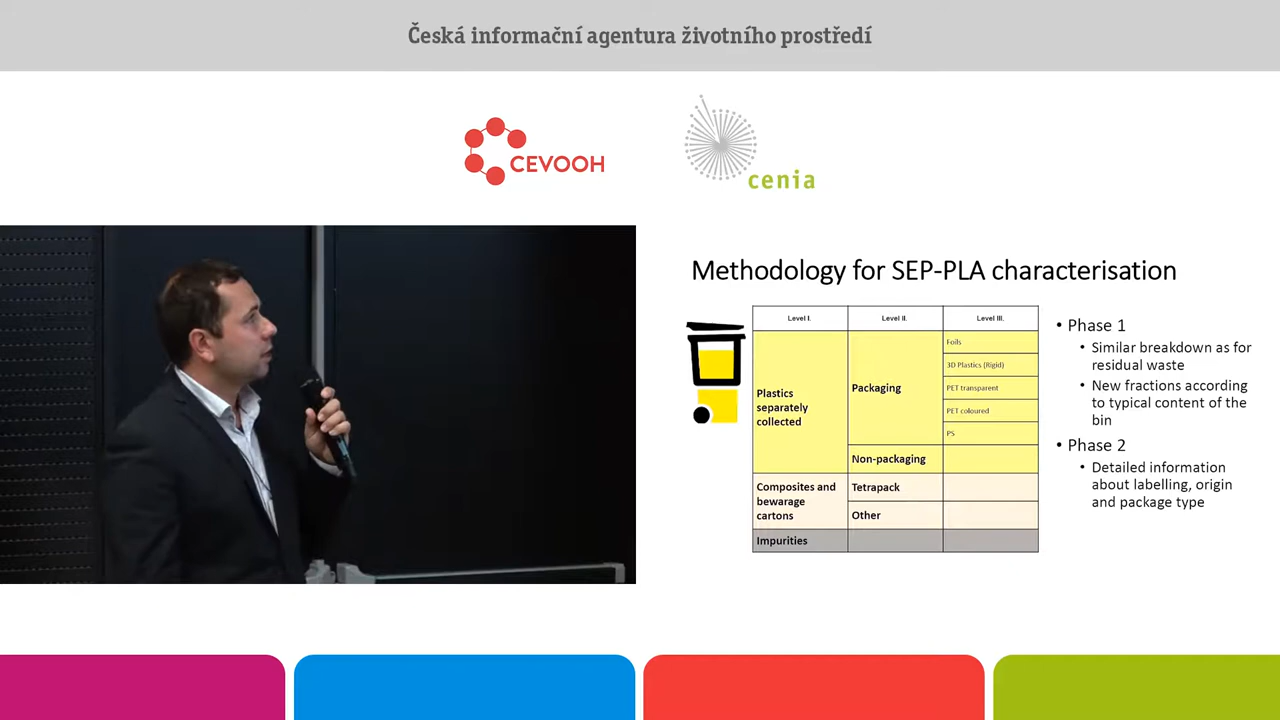 Česká informační agentura životního prostředí
CEVOOH
cenia
Methodology for SEP-PLA characterisation
Level I.
Level II.
Level III.
Plastics
separately
collected
Packaging
Foils
3D Plastics (Rigid)
PET transparent
PET coloured
PS
Non-packaging
Composites and
bewarage
cartons
Tetrapack
Other
Impurities
• Phase 1
• Similar breakdown as for
residual waste
• New fractions according
to typical content of the
bin
• Phase 2
• Detailed information
about labelling, origin
and package type